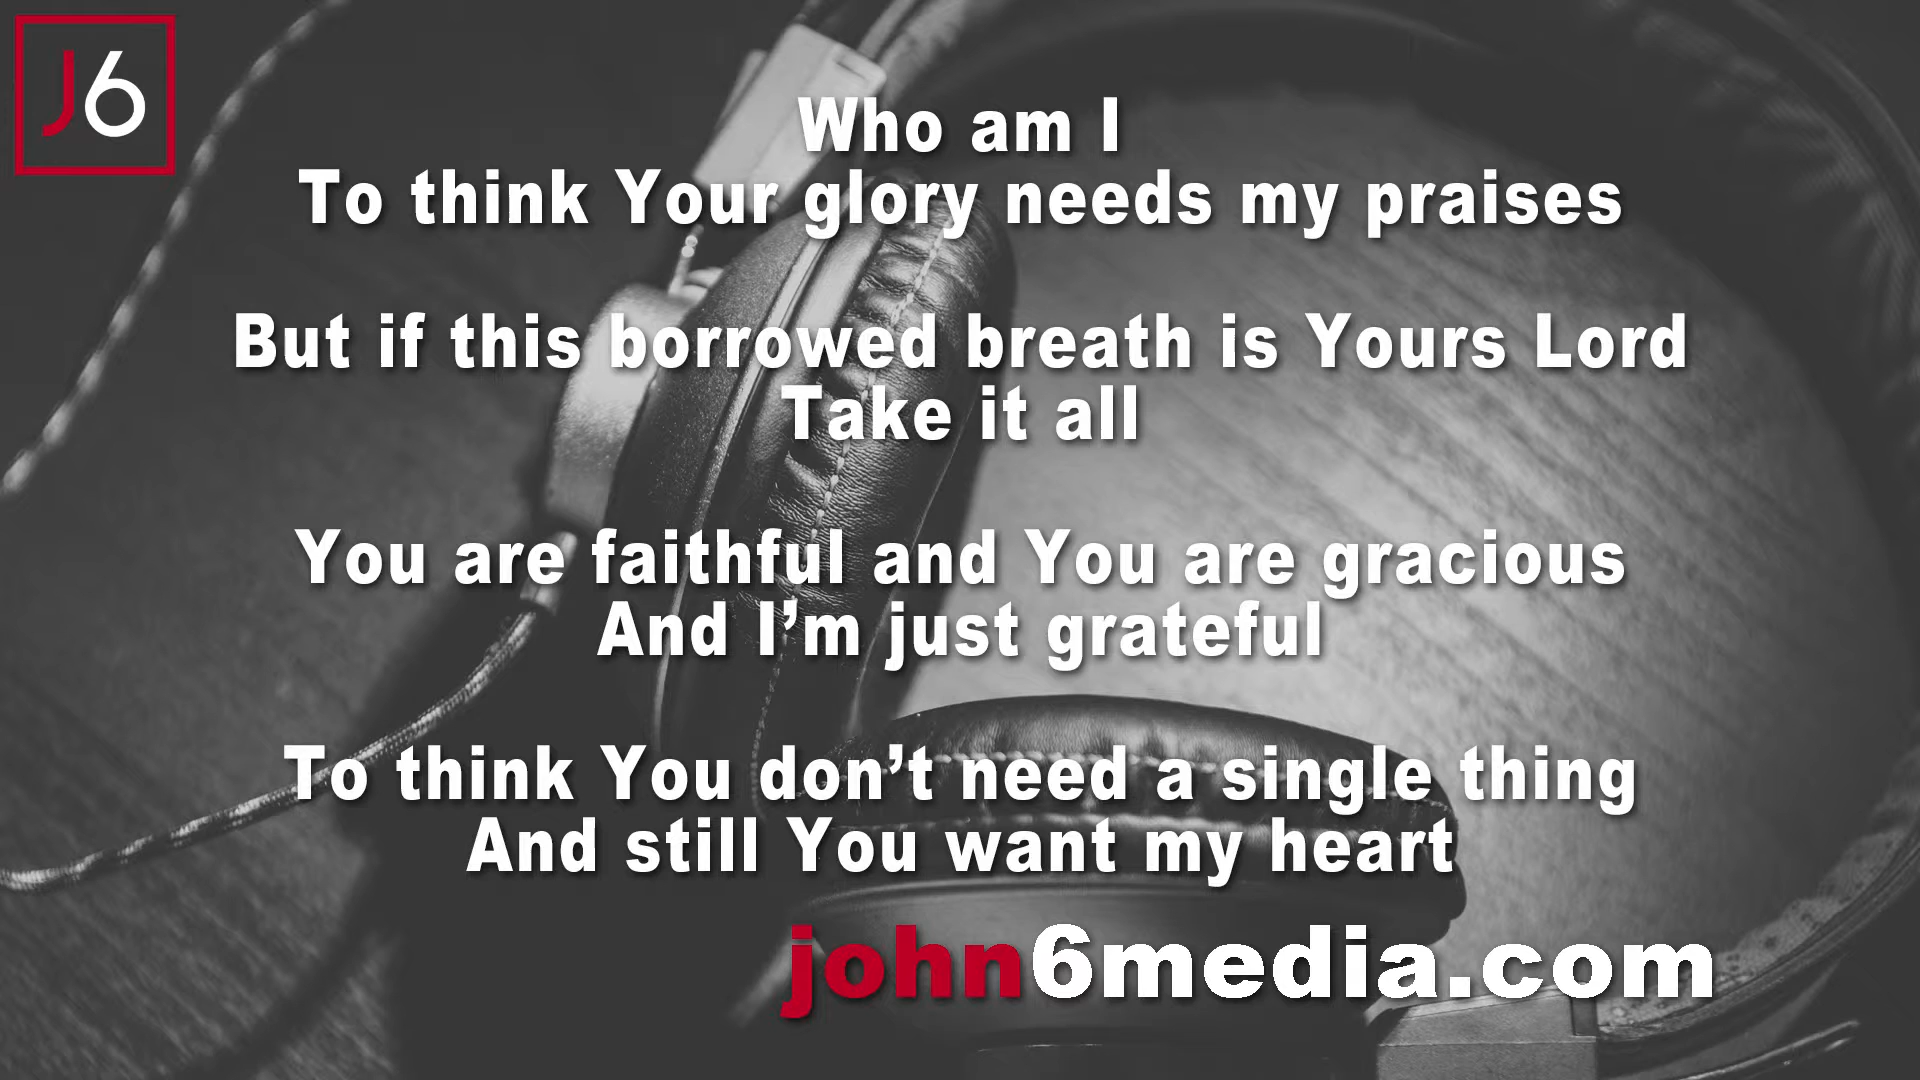 J6
Who am I
To think Your glory needs my praises
But if this borrowed breath is Yours Lord
Take it all
You are faithful and You are gracious
And I’m just grateful
To think You don’t need a single thing
And still You want my heart
john6media.com